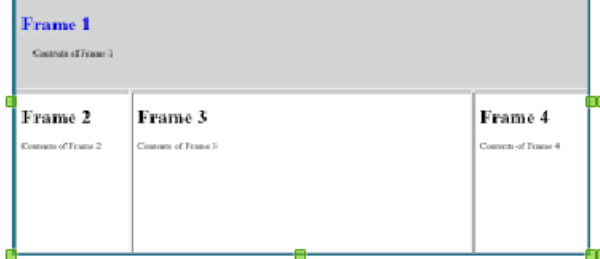 Frame 1
Contents of Frame 1
Frame 2
Contents of Frame 2
Frame 3
Contents of Frame 3
Frame 4
Contents of Frame 4